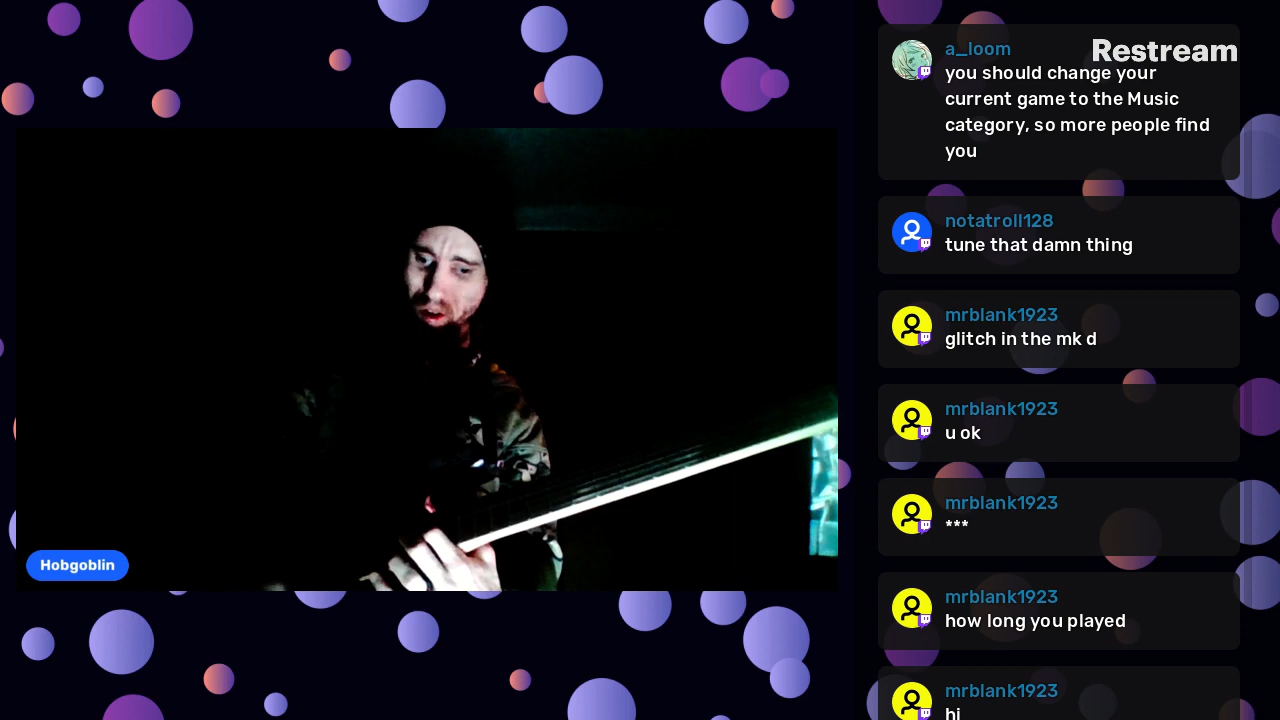 Restream
a_loom
you should change your
current game to the Music
category, so more people find
you
notatroll128
tune that damn thing
mrblank1923
glitch in the mk d
mrblank1923
u ok
mrblank1923
***
mrblank1923
how long you played
mrblank1923
hi
Hobgoblin